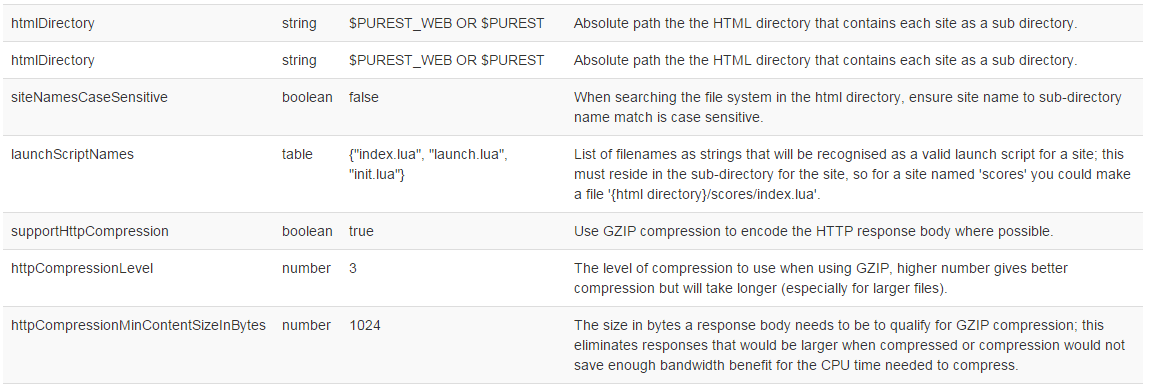 htmlDirectory string $PUREST_WEB OR $PUREST Absolute path the the HTML directory that contains each site as a sub directory.
htmlDirectory string $PUREST_WEB OR $PUREST Absolute path the the HTML directory that contains each site as a sub directory.
siteNamesCaseSensitive boolean false When searching the file system in the html directory, ensure site name to sub-directory
name match is case sensitive.
launchScriptNames table {"index.lua", "launch.lua", List of filenames as strings that will be recognised as a valid launch script for a site; this
"init.lua"} must reside in the sub-directory for the site, so for a site named 'scores' you could make
a file '{html directory}/scores/index.lua'.
supportHttpCompression boolean true Use GZIP compression to encode the HTTP response body where possible.
httpCompressionLevel number 3 The level of compression to use when using GZIP, higher number gives better
compression but will take longer (especially for larger files).
httpCompressionMinContentSizeInBytes number 1024 The size in bytes a response body needs to be to qualify for GZIP compression; this
eliminates responses that would be larger when compressed or compression would not
save enough bandwidth benefit for the CPU time needed to compress.